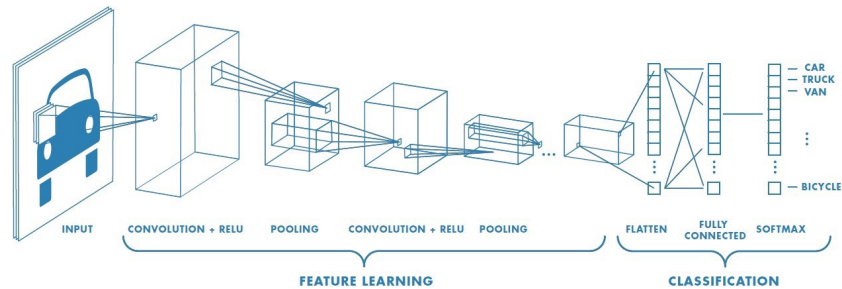 CAR
TRUCK
VAN
BICYCLE
INPUT
CONVOLUTION + RELU
POOLING
CONVOLUTION + RELU
POOLING
FLATTEN
FULLY
CONNECTED
SOFTMAX
FEATURE LEARNING
CLASSIFICATION